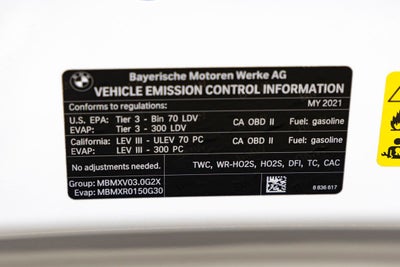 Bayerische Motoren Werke AG
VEHICLE EMISSION CONTROL INFORMATION
Conforms to regulations: MY 2021
U.S. EPA: Tier 3 - Bin 70 LDV CA OBD II Fuel: gasoline
EVAP: Tier 3 - 300 LDV
California: LEV III - ULEV 70 PC CA OBD II Fuel: gasoline
EVAP: LEV III - 300 PC
No adjustments needed. TWC, WR-HO2S, HO2S, DFI, TC, CAC
Group: MBMXV03.0G2X
Evap: MBMXR0150G30 8 836 617